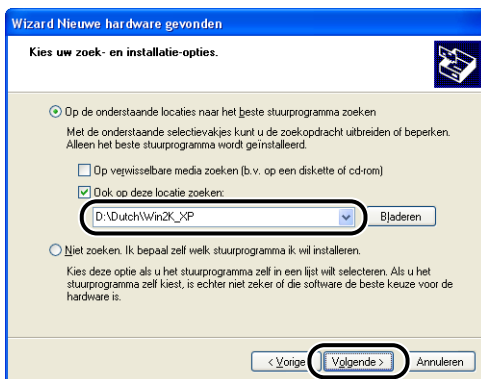 Wizard Nieuwe hardware gevonden
Kies uw zoek- en installatie-opties.
Op de onderstaande locaties naar het beste stuurprogramma zoeken
Met de onderstaande selectievakjes kunt u de zoekopdracht uitbreiden of beperken.
Alleen het beste stuurprogramma wordt geïnstalleerd.
Op verwisselbare media zoeken (b.v. op een diskette of cd-rom)
Ook op deze locatie zoeken:
D:\Dutch\Win2K_XP
Bladeren
Niet zoeken. Ik bepaal zelf welk stuurprogramma ik wil installeren.
Kies deze optie als u het stuurprogramma zelf in een lijst wilt selecteren. Als u het
stuurprogramma zelf kiest, is echter niet zeker of die software de beste keuze voor de
hardware is.
< Vorige
Volgende >
Annuleren